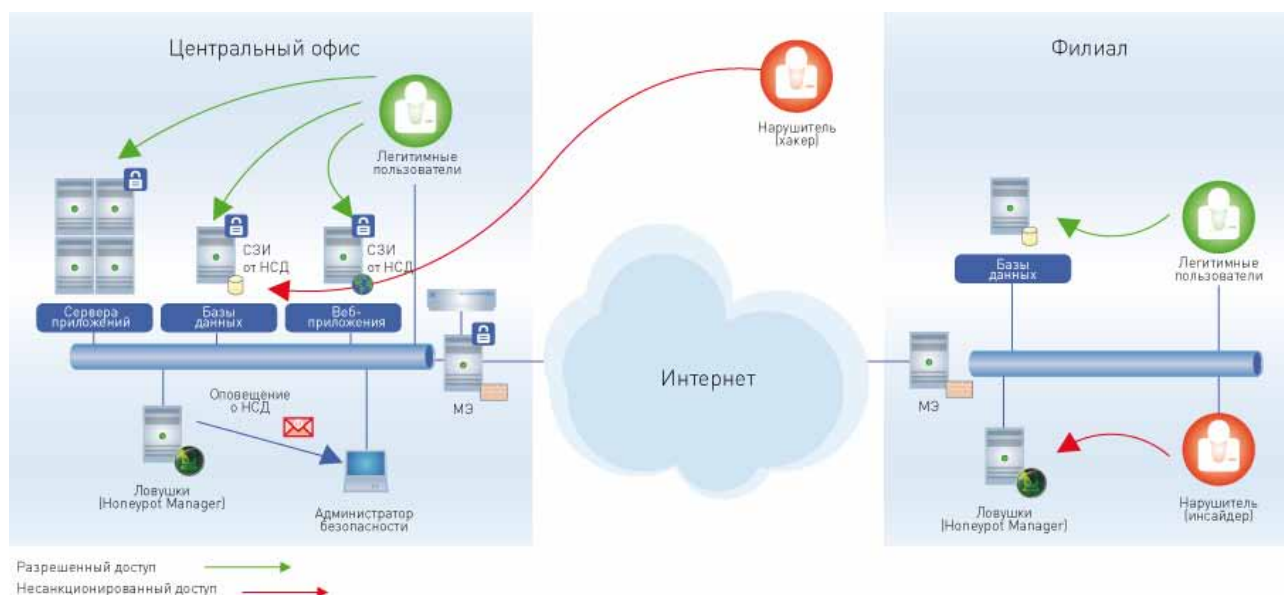 Центральный офис
Филиал
Нарушитель
(хакер)
Легитимные
пользователи
СЗИ
от НСД
СЗИ
от НСД
Легитимные
пользователи
Базы
данных
Сервера
приложений
Базы
данных
Веб-
приложения
Интернет
МЭ
МЭ
Оповещение
о НСД
Ловушки
(Honeypot Manager)
Администратор
безопасности
Ловушки
(Honeypot Manager)
Нарушитель
(инсайдер)
Разрешенный доступ
Несанкционированный доступ